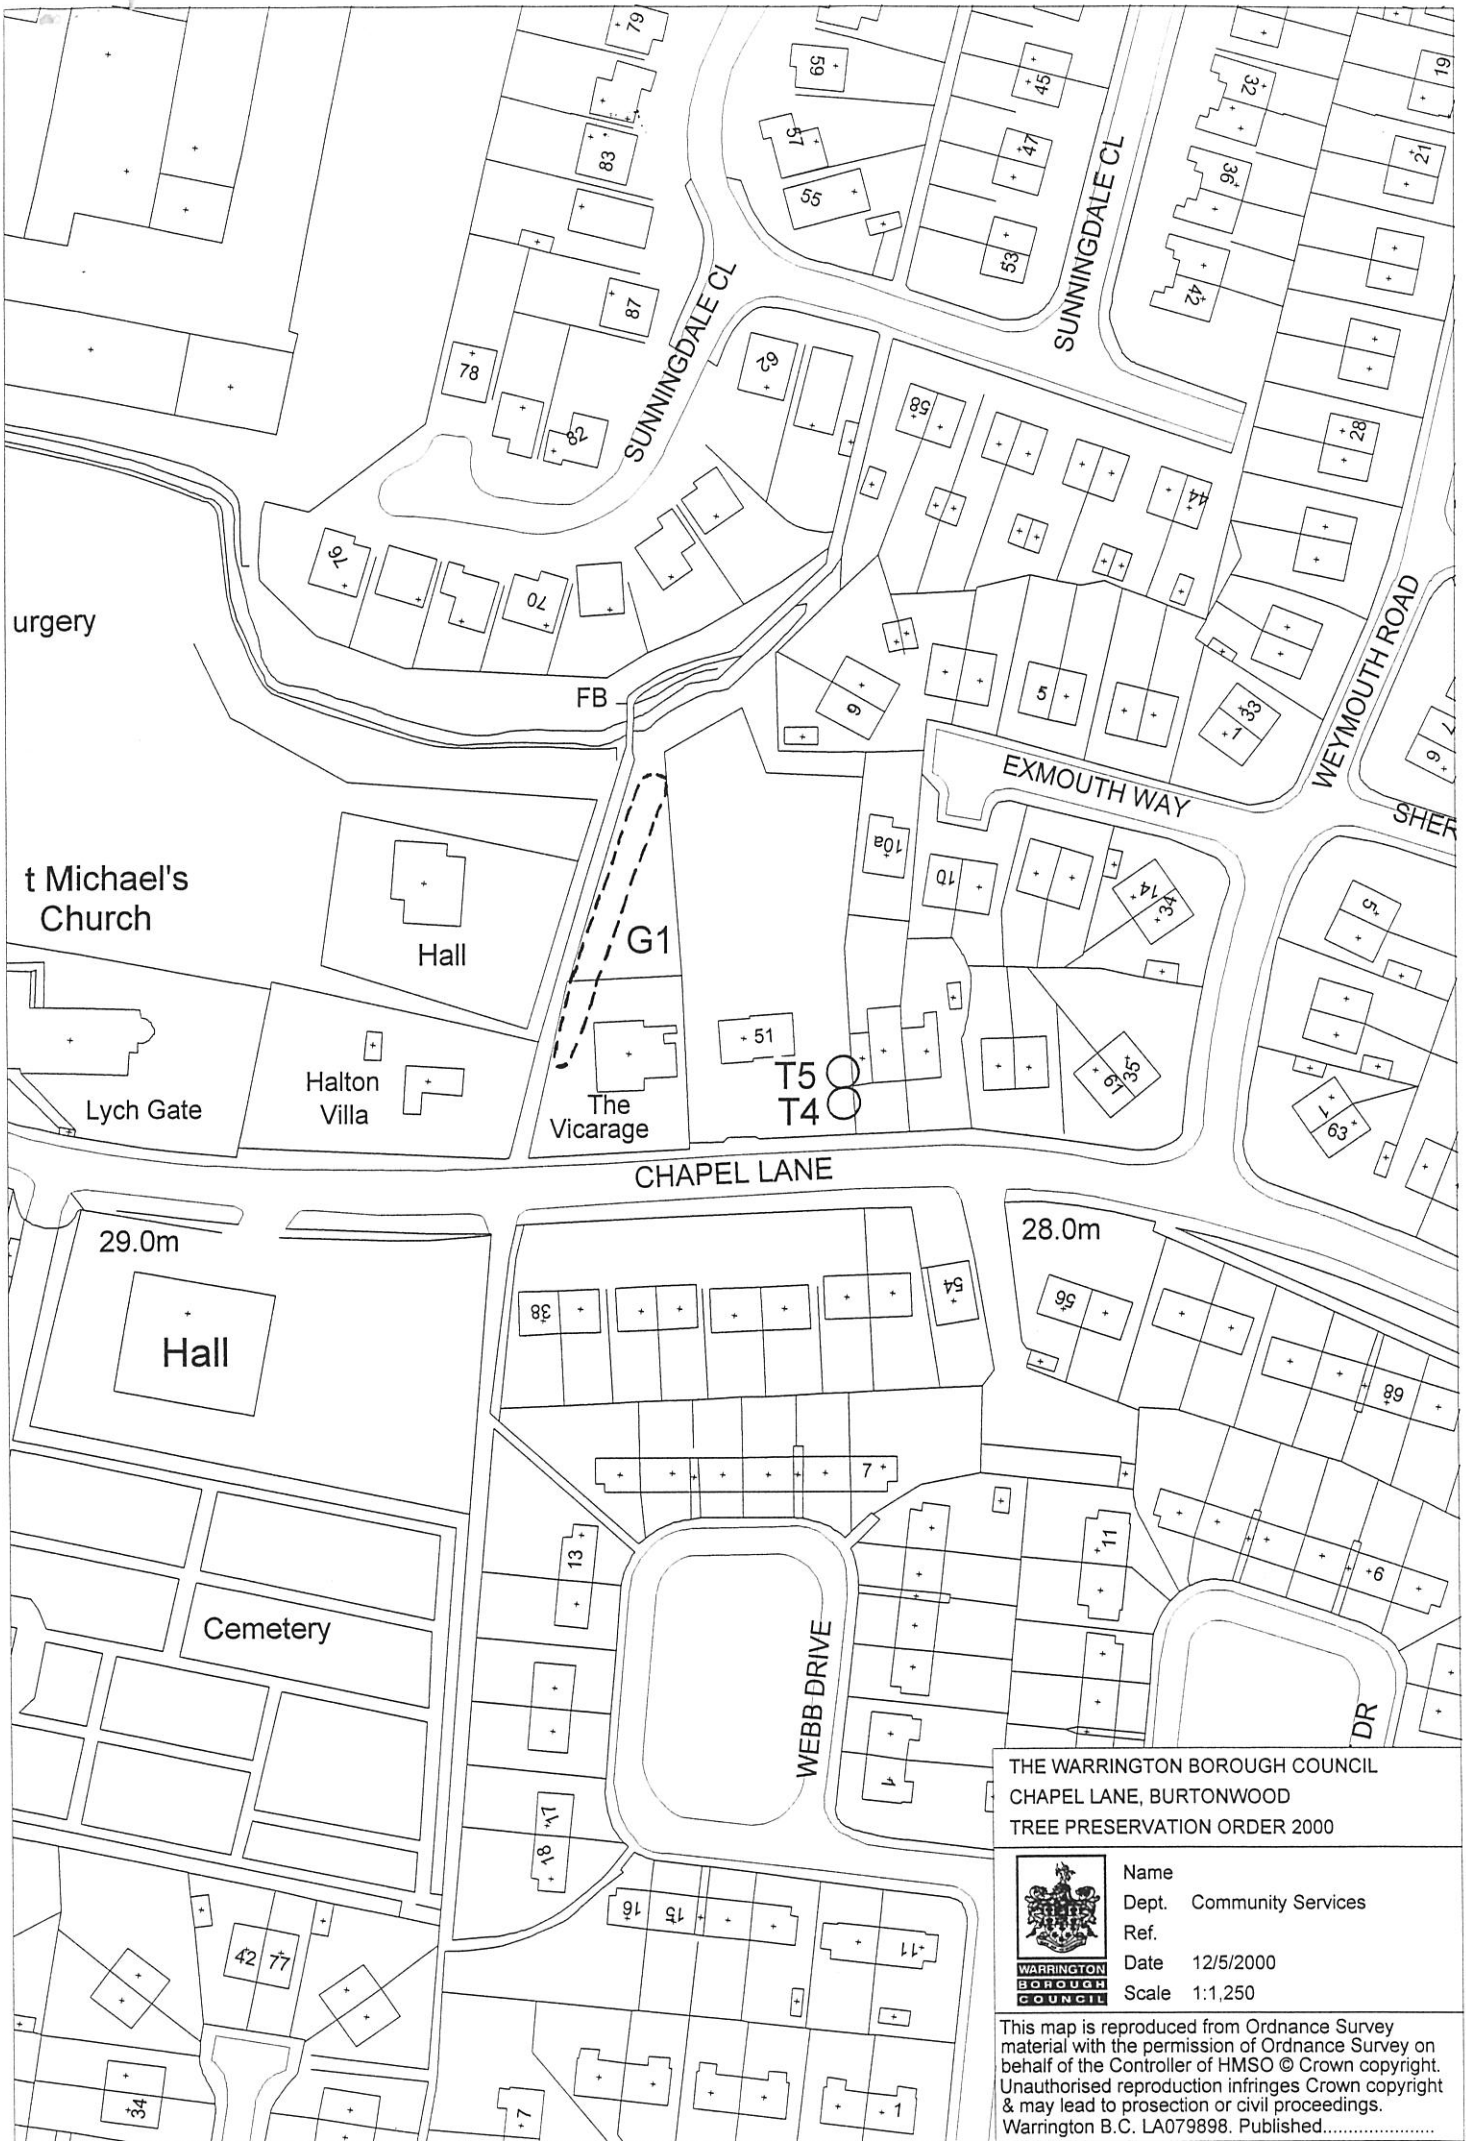 79
59
45
32
19
57
47
21
83
55
36
53
SUNNINGDALE CL
87
SUNNINGDALE CL
42
78
62
58
28
82
44
76
70
urgery
WEYMOUTH ROAD
FB
9
5
33
1
7
9
EXMOUTH WAY
SHER
10a
10
14
34
t Michael's
Church
Hall
G1
5
51
T5
T4
61
35
1
63
Halton
Villa
Lych Gate
The
Vicarage
CHAPEL LANE
29.0m
28.0m
38
54
56
Hall
68
7
13
11
9
Cemetery
WEBB DRIVE
DR
1
17
18
16
15
11
42
77
34
7
1
THE WARRINGTON BOROUGH COUNCIL
CHAPEL LANE, BURTONWOOD
TREE PRESERVATION ORDER 2000
WARRINGTON
BOROUGH
COUNCIL
Name
Dept. Community Services
Ref.
Date 12/5/2000
Scale 1:1,250
This map is reproduced from Ordnance Survey
material with the permission of Ordnance Survey on
behalf of the Controller of HMSO © Crown copyright.
Unauthorised reproduction infringes Crown copyright
& may lead to prosection or civil proceedings.
Warrington B.C. LA079898. Published......................